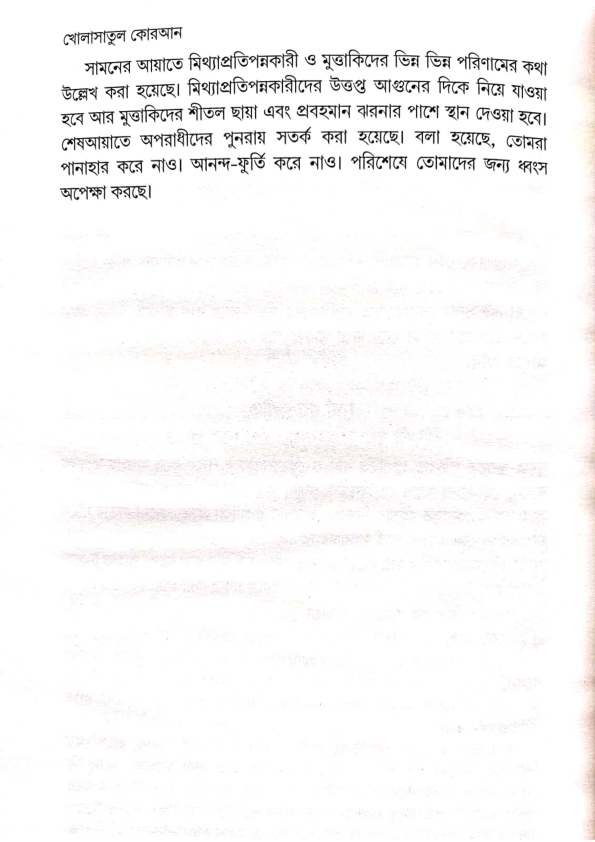 খোলাসাতুল কোরআন
সামনের আয়াতে মিথ্যাপ্রতিপন্নকারী ও মুত্তাকিদের ভিন্ন ভিন্ন পরিণামের কথা
উল্লেখ করা হয়েছে। মিথ্যাপ্রতিপন্নকারীদের উত্তপ্ত আগুনের দিকে নিয়ে যাওয়া
হবে আর মুত্তাকিদের শীতল ছায়া এবং প্রবহমান ঝরনার পাশে স্থান দেওয়া হবে।
শেষআয়াতে অপরাধীদের পুনরায় সতর্ক করা হয়েছে। বলা হয়েছে, তোমরা
পানাহার করে নাও। আনন্দ-ফুর্তি করে নাও। পরিশেষে তোমাদের জন্য ধ্বংস
অপেক্ষা করছে।